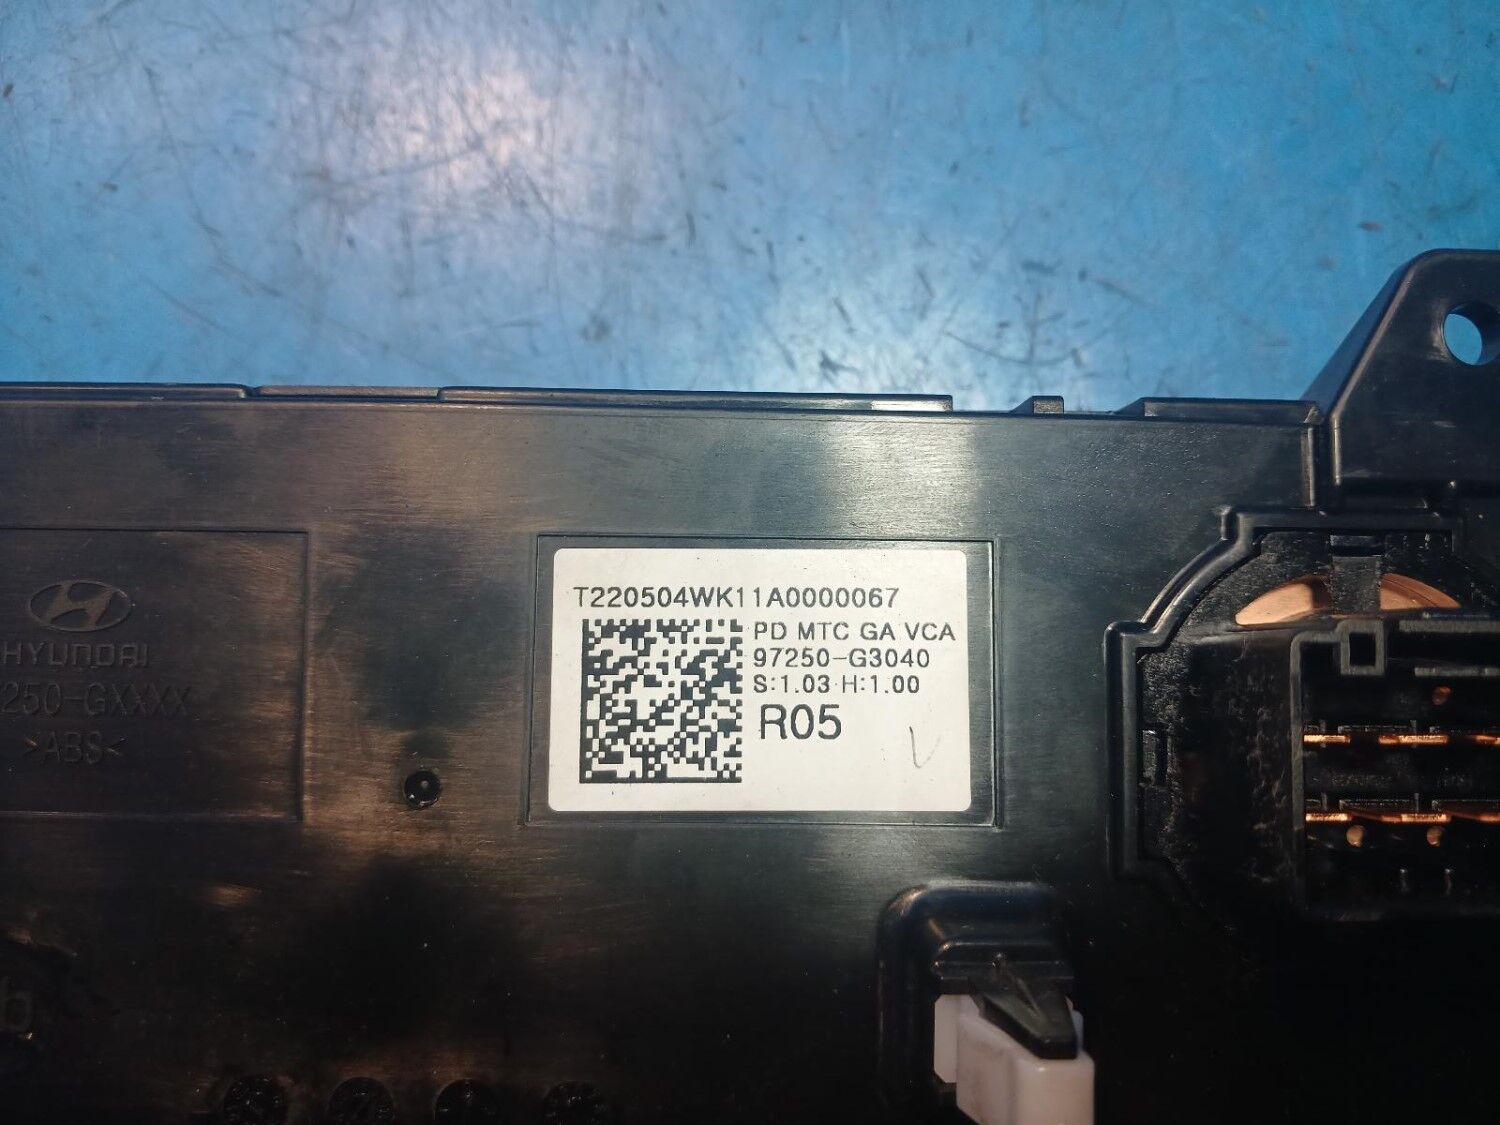 T220504WK11A0000067
PD MTC GA VCA
97250-G3040
S:1.03 H:1.00
R05
HYUNDAI
250-GXXXX
>ABS<